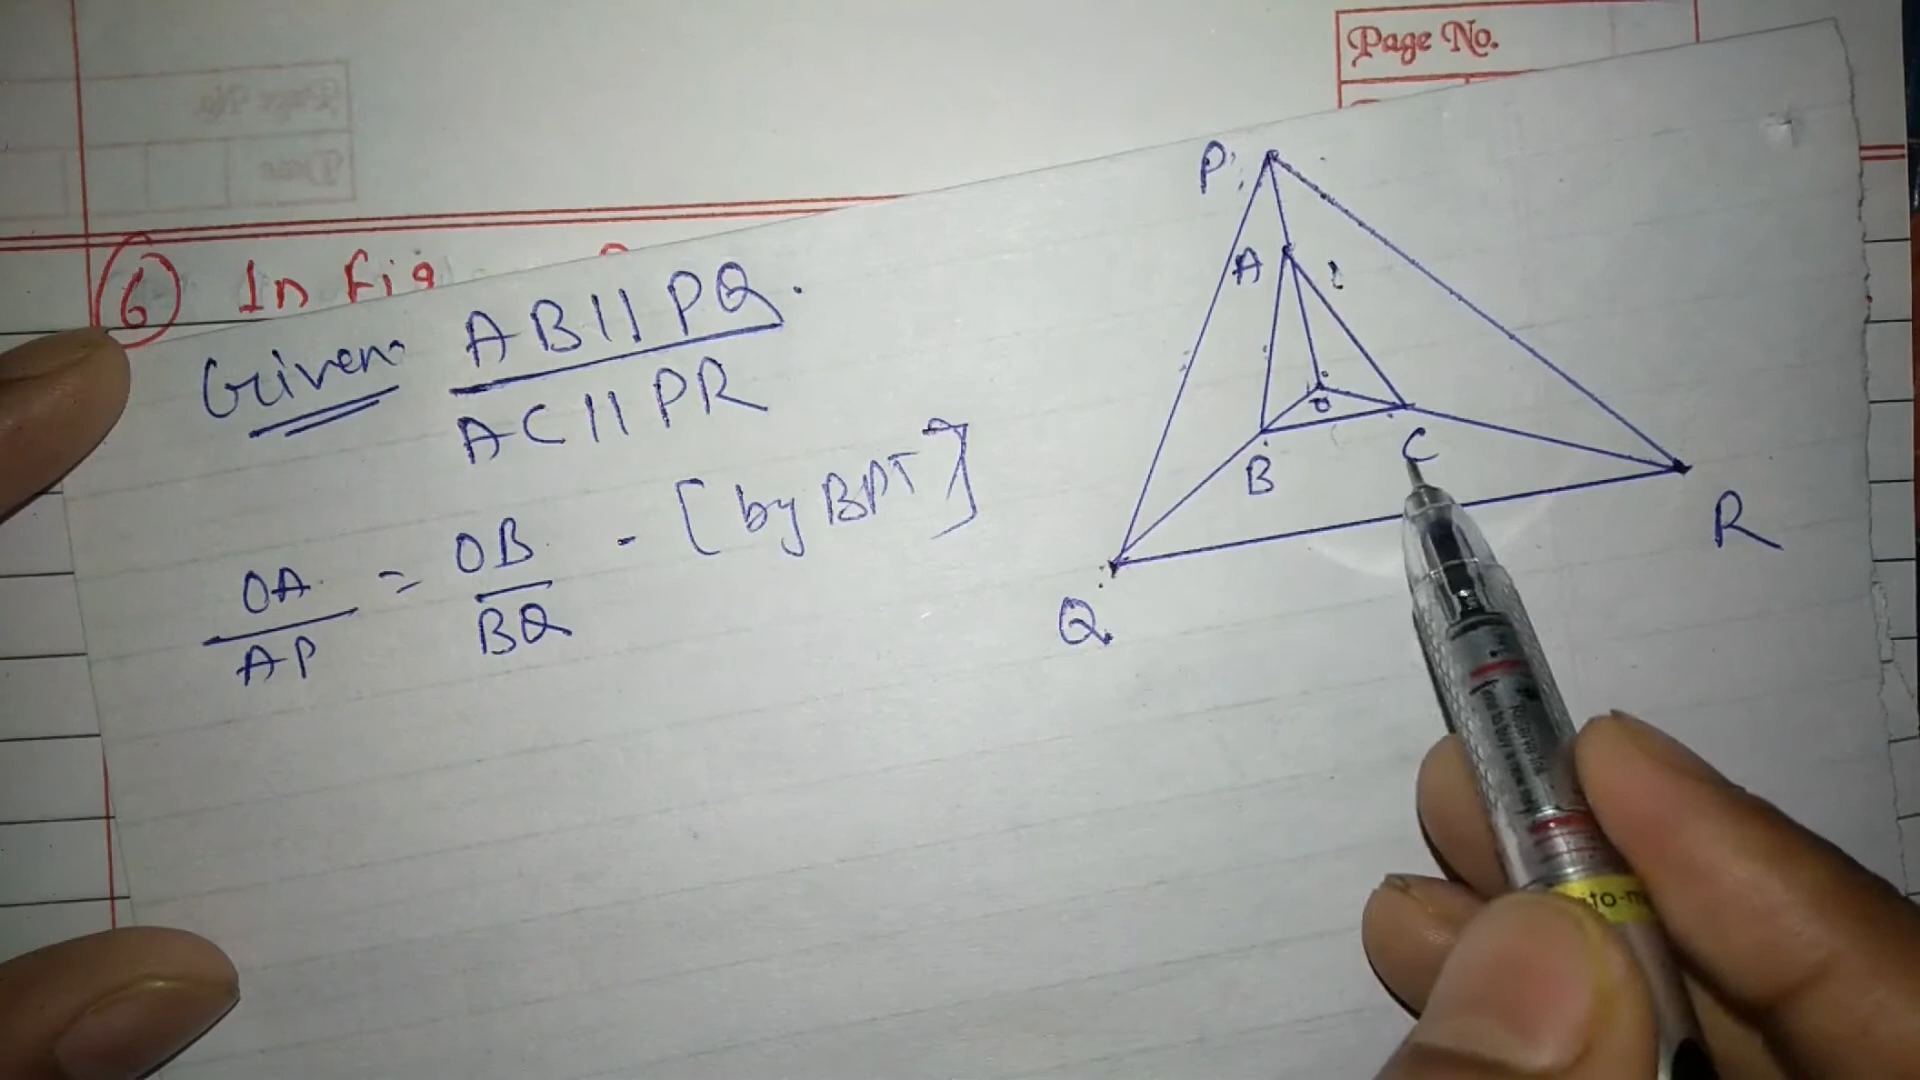 Page No.
6 In Fig
Given AB||PQ.
AC||PR
OA/AP = OB/BQ - [by BPT]
P
A
O
B
C
Q
R